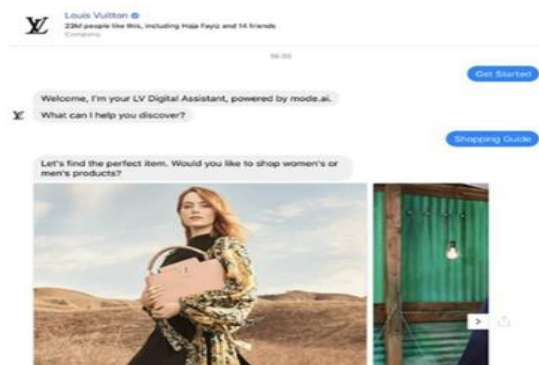 Louis Vuitton
23M people like this, including Haja Fayiz and 14 friends
Company
Get Started
Welcome, I'm your LV Digital Assistant, powered by mode.ai.
What can I help you discover?
Shopping Guide
Let's find the perfect item. Would you like to shop women's or
men's products?